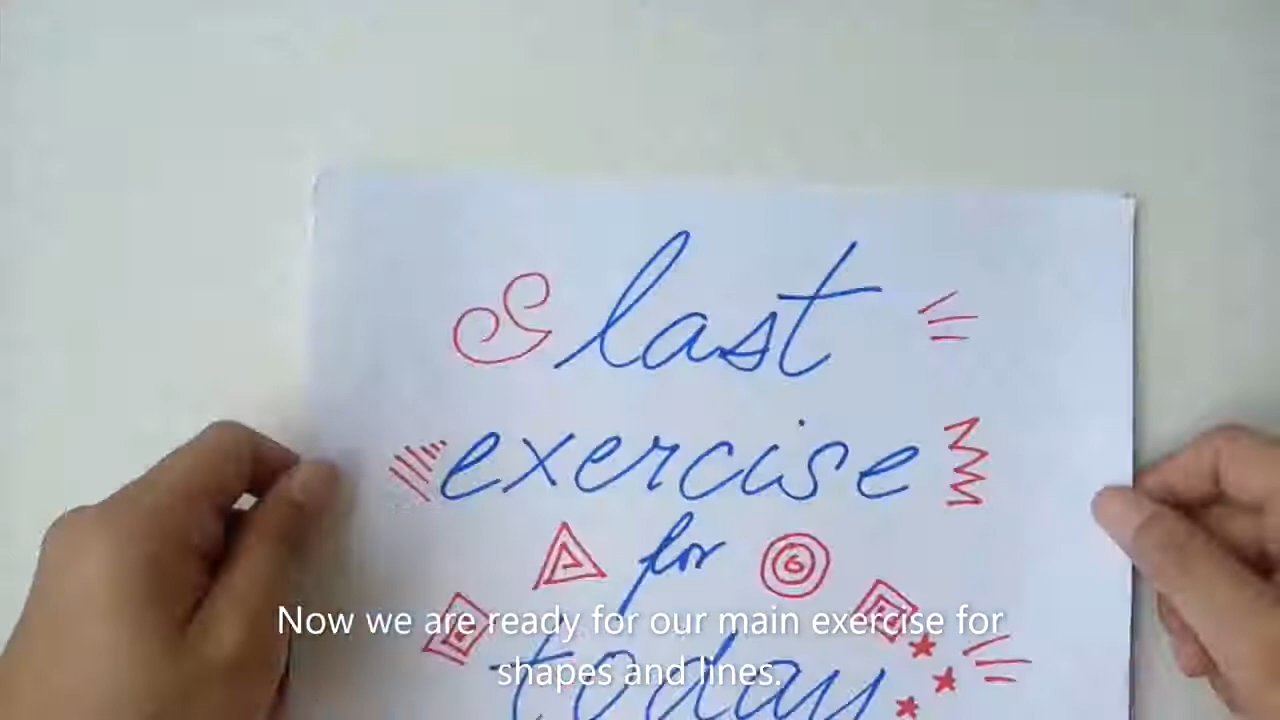 last
exercise
for
today
Now we are ready for our main exercise for
shapes and lines.